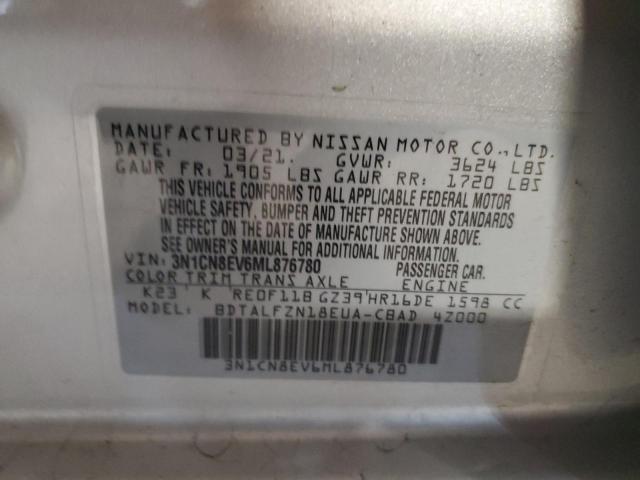 MANUFACTURED BY NISSAN MOTOR CO.,LTD.
DATE: 03/21. GVWR: 3624 LBS
GAWR FR: 1905 LBS GAWR RR: 1720 LBS
THIS VEHICLE CONFORMS TO ALL APPLICABLE FEDERAL MOTOR
VEHICLE SAFETY, BUMPER AND THEFT PREVENTION STANDARDS
IN EFFECT ON THE DATE OF MANUFACTURE SHOWN ABOVE.
SEE OWNER'S MANUAL FOR ADDITIONAL INFORMATION.
VIN: 3N1CN8EV6ML876780 PASSENGER CAR.
COLOR TRIM TRANS AXLE ENGINE
K23 K RE0F11B GZ39 HR16DE 1598 CC
MODEL: BDTALFZN18EUA-CBAD 4Z000
3N1CN8EV6ML876780